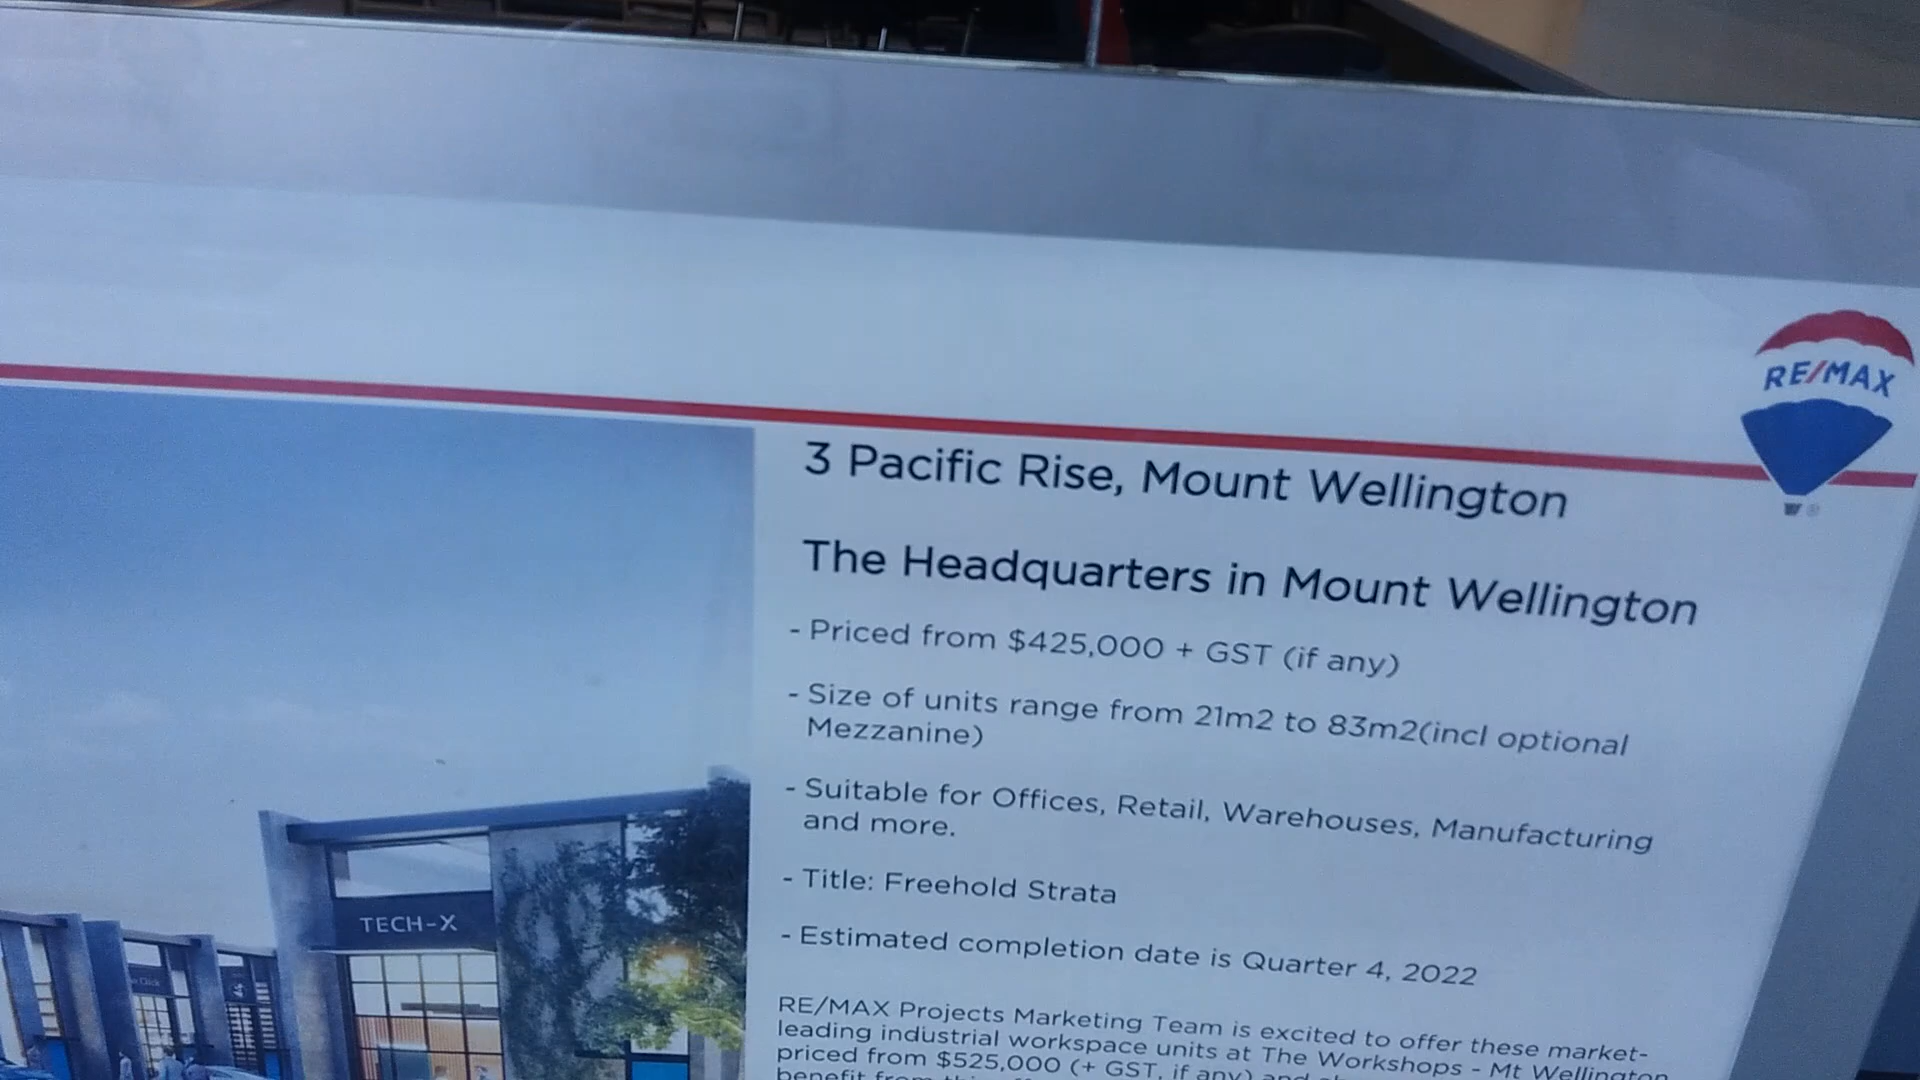 RE/MAX
3 Pacific Rise, Mount Wellington
The Headquarters in Mount Wellington
- Priced from $425,000 + GST (if any)
- Size of units range from 21m2 to 83m2(incl optional
Mezzanine)
- Suitable for Offices, Retail, Warehouses, Manufacturing
and more.
- Title: Freehold Strata
- Estimated completion date is Quarter 4, 2022
RE/MAX Projects Marketing Team is excited to offer these market-
leading industrial workspace units at The Workshops - Mt Wellington
priced from $525,000 (+ GST, if any) and
benefit from
TECH-X